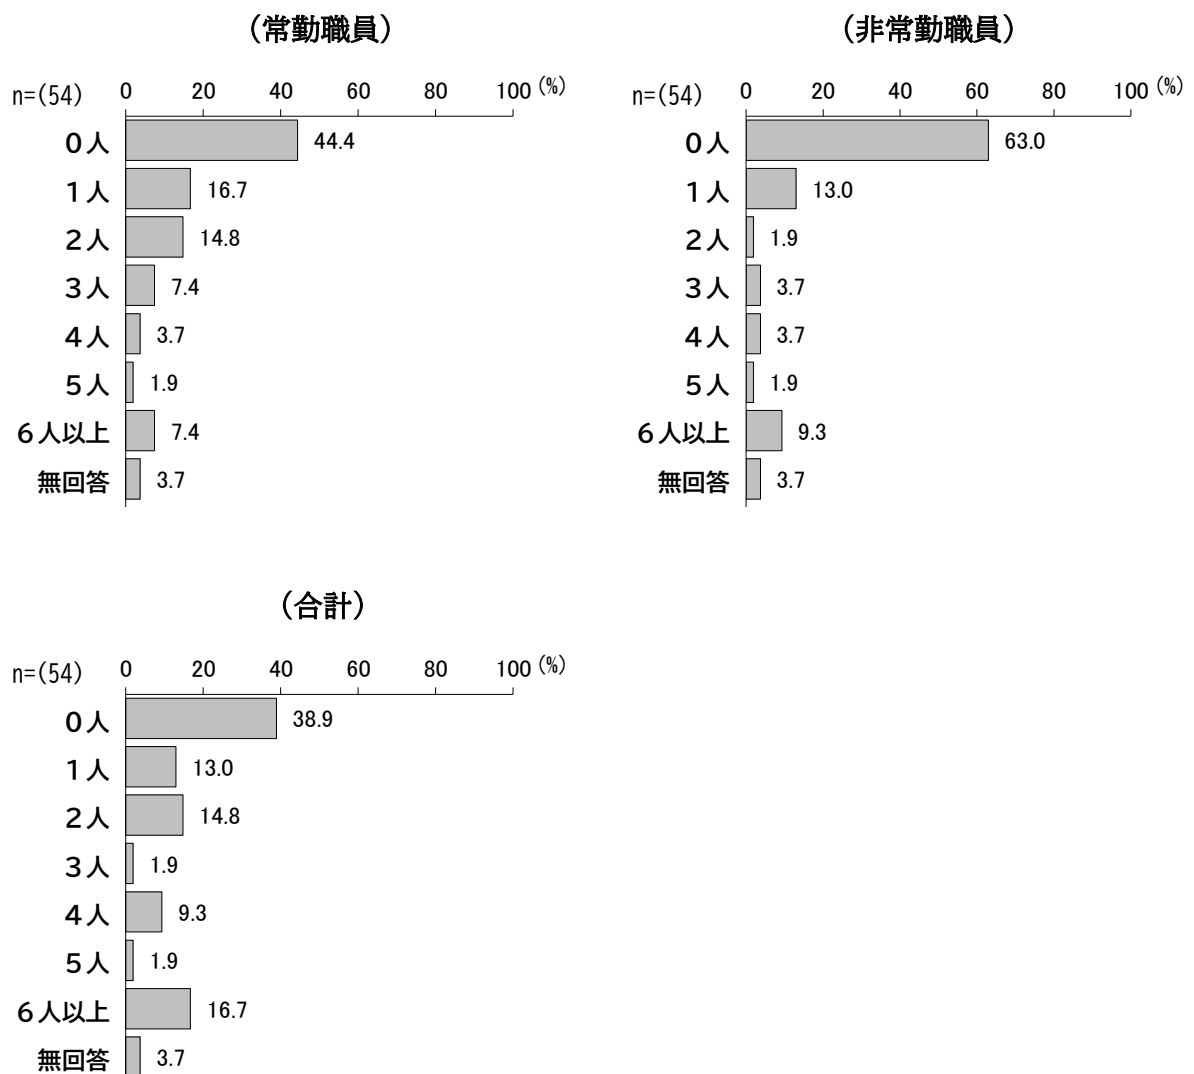 （常勤職員）
n=(54) 0 20 40 60 80 100 (%)
０人 44.4
１人 16.7
２人 14.8
３人 7.4
４人 3.7
５人 1.9
６人以上 7.4
無回答 3.7
（非常勤職員）
n=(54) 0 20 40 60 80 100 (%)
０人 63.0
１人 13.0
２人 1.9
３人 3.7
４人 3.7
５人 1.9
６人以上 9.3
無回答 3.7
（合計）
n=(54) 0 20 40 60 80 100 (%)
０人 38.9
１人 13.0
２人 14.8
３人 1.9
４人 9.3
５人 1.9
６人以上 16.7
無回答 3.7